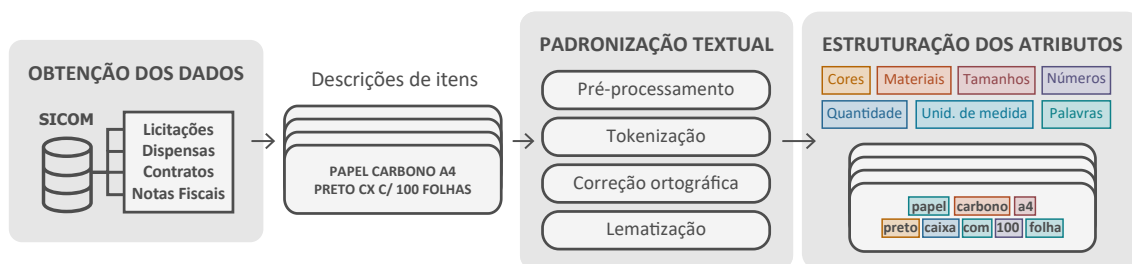 OBTENÇÃO DOS DADOS
SICOM
Licitações
Dispensas
Contratos
Notas Fiscais
Descrições de itens
PAPEL CARBONO A4
PRETO CX C/ 100 FOLHAS
PADRONIZAÇÃO TEXTUAL
Pré-processamento
Tokenização
Correção ortográfica
Lematização
ESTRUTURAÇÃO DOS ATRIBUTOS
Cores Materiais Tamanhos Números
Quantidade Unid. de medida Palavras
papel carbono a4
preto caixa com 100 folha